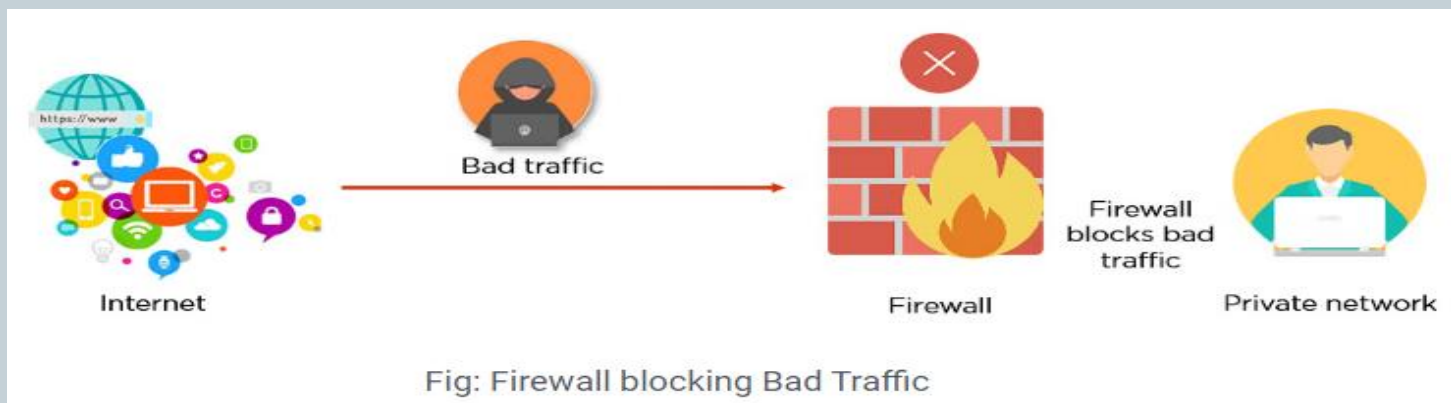 https://www
Bad traffic
Internet
Firewall
Firewall
blocks bad
traffic
Private network
Fig: Firewall blocking Bad Traffic